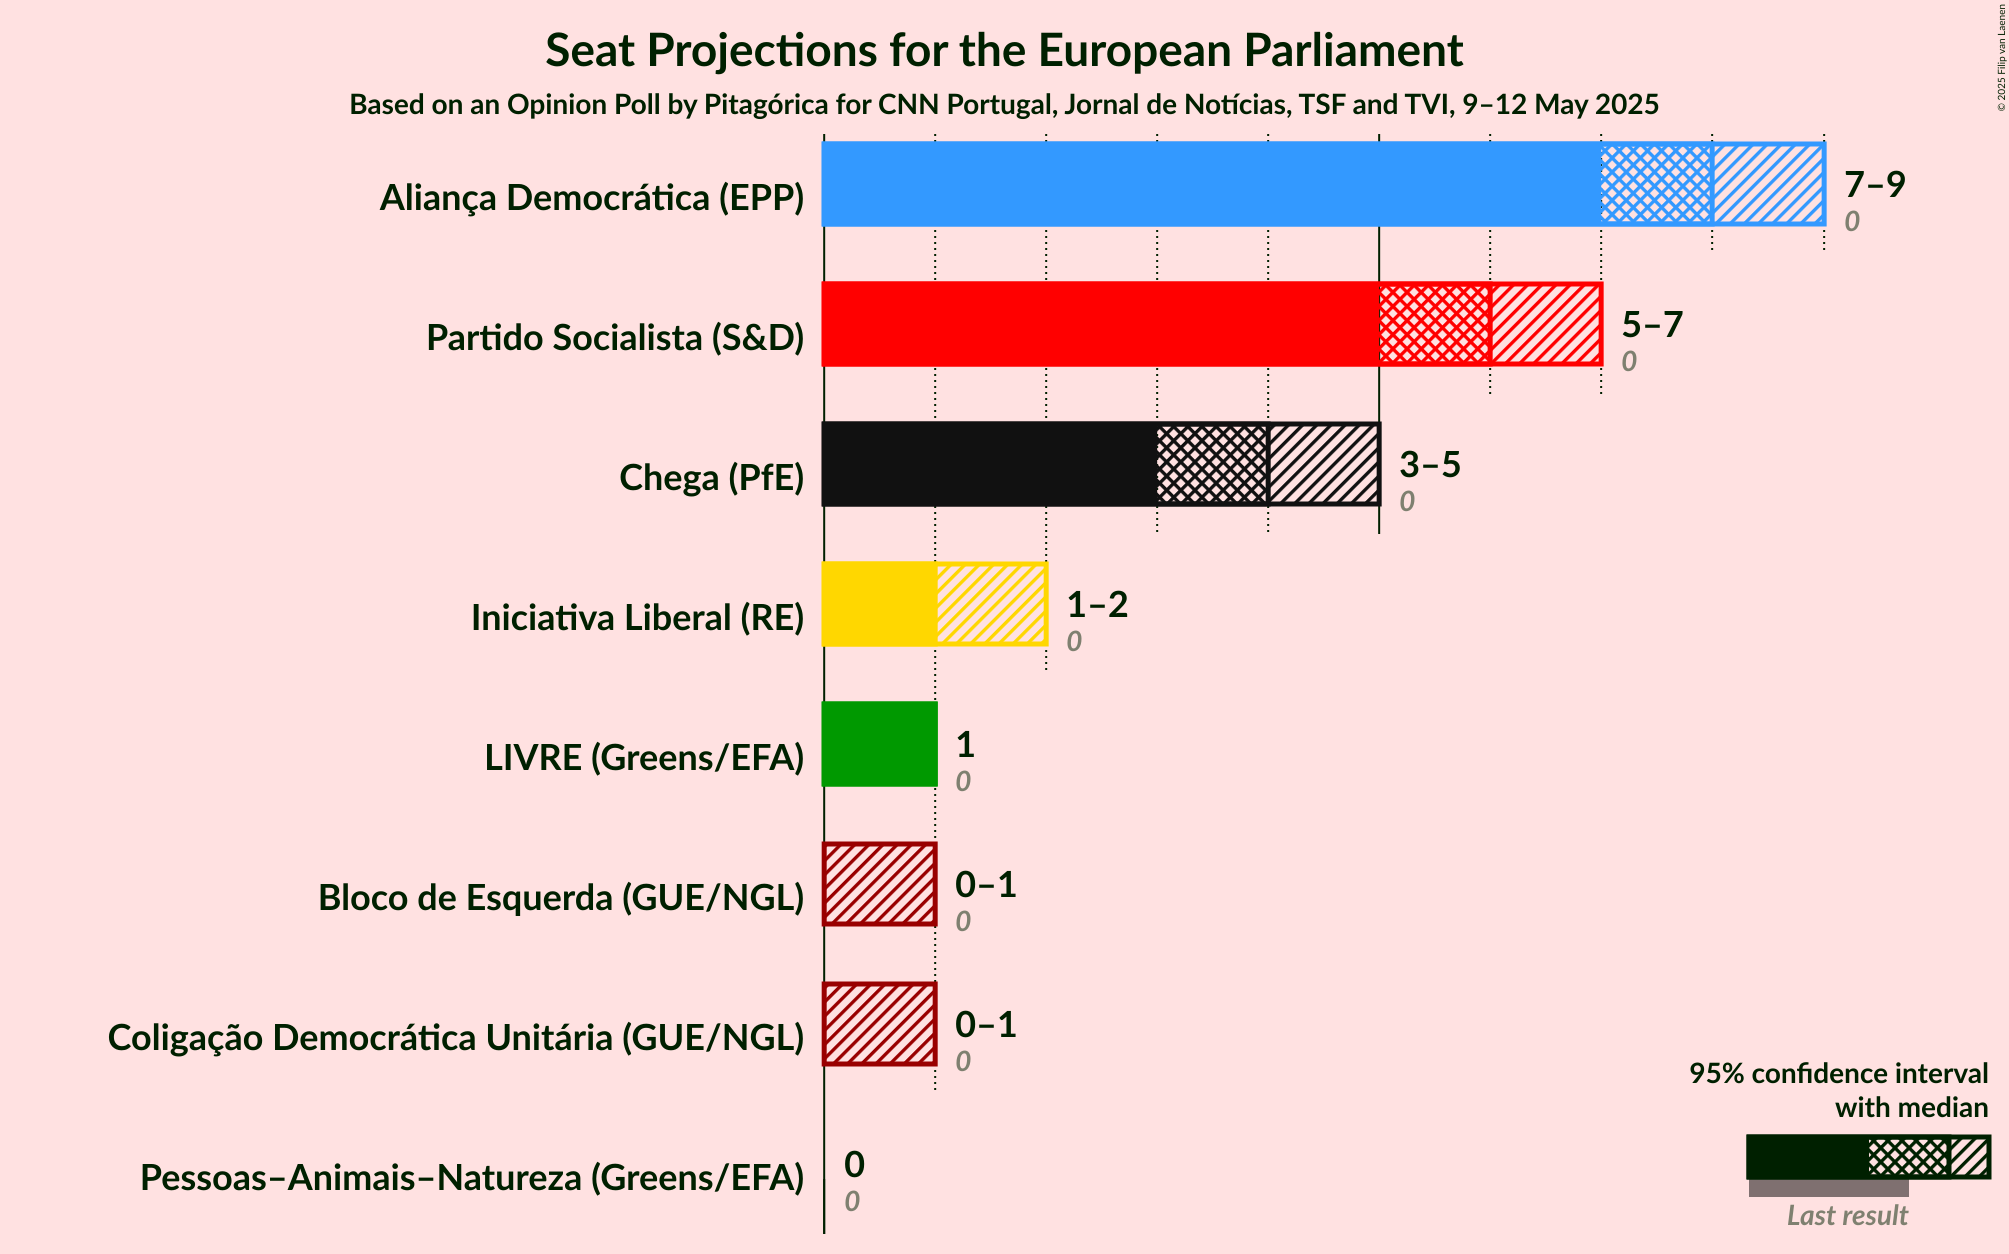 Seat Projections for the European Parliament
Based on an Opinion Poll by Pitagórica for CNN Portugal, Jornal de Notícias, TSF and TVI, 9–12 May 2025
© 2025 Filip van Laenen
Aliança Democrática (EPP)
7–9
0
Partido Socialista (S&D)
5–7
0
Chega (PfE)
3–5
0
Iniciativa Liberal (RE)
1–2
0
LIVRE (Greens/EFA)
1
0
Bloco de Esquerda (GUE/NGL)
0–1
0
Coligação Democrática Unitária (GUE/NGL)
0–1
0
Pessoas–Animais–Natureza (Greens/EFA)
0
0
95% confidence interval
with median
Last result